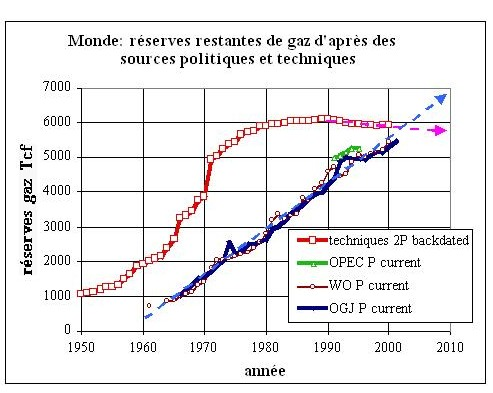 Monde: réserves restantes de gaz d'après des
sources politiques et techniques
réserves gaz Tcf
7000
6000
5000
4000
3000
2000
1000
0
techniques 2P backdated
OPEC P current
WO P current
OGJ P current
1950
1960
1970
1980
1990
2000
2010
année